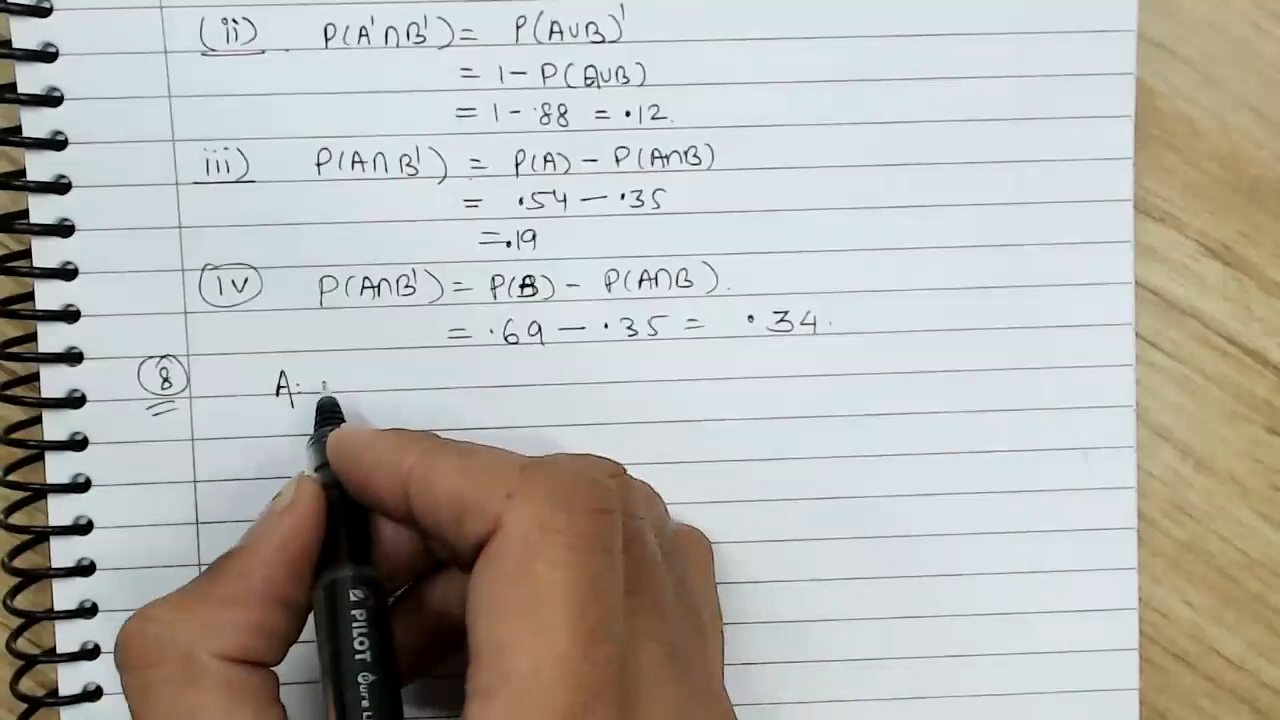 (ii) P(A'∩B') = P(A∪B)'
= 1 - P(A∪B)
= 1 - .88 = .12.
iii) P(A∩B') = P(A) - P(A∩B)
= .54 - .35
= .19
iv P(A∩B') = P(B) - P(A∩B).
= .69 - .35 = .34.
8 A:
PILOT